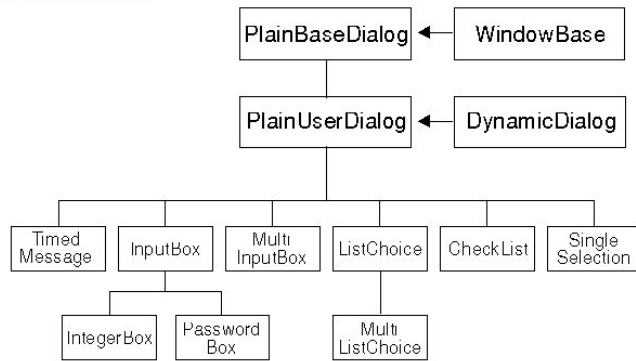 PlainBaseDialog
WindowBase
PlainUserDialog
DynamicDialog
Timed
Message
InputBox
Multi
InputBox
ListChoice
CheckList
Single
Selection
IntegerBox
Password
Box
Multi
ListChoice